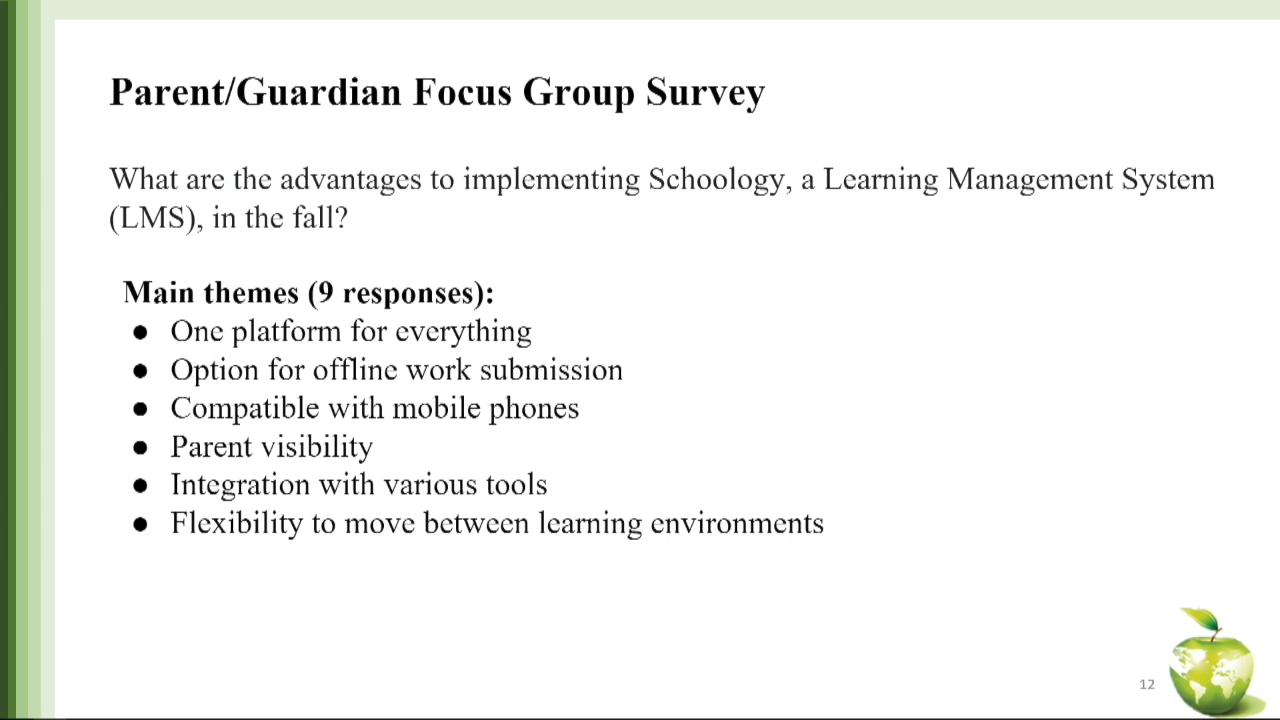 Parent/Guardian Focus Group Survey
What are the advantages to implementing Schoology, a Learning Management System
(LMS), in the fall?
Main themes (9 responses):
● One platform for everything
● Option for offline work submission
● Compatible with mobile phones
● Parent visibility
● Integration with various tools
● Flexibility to move between learning environments
12